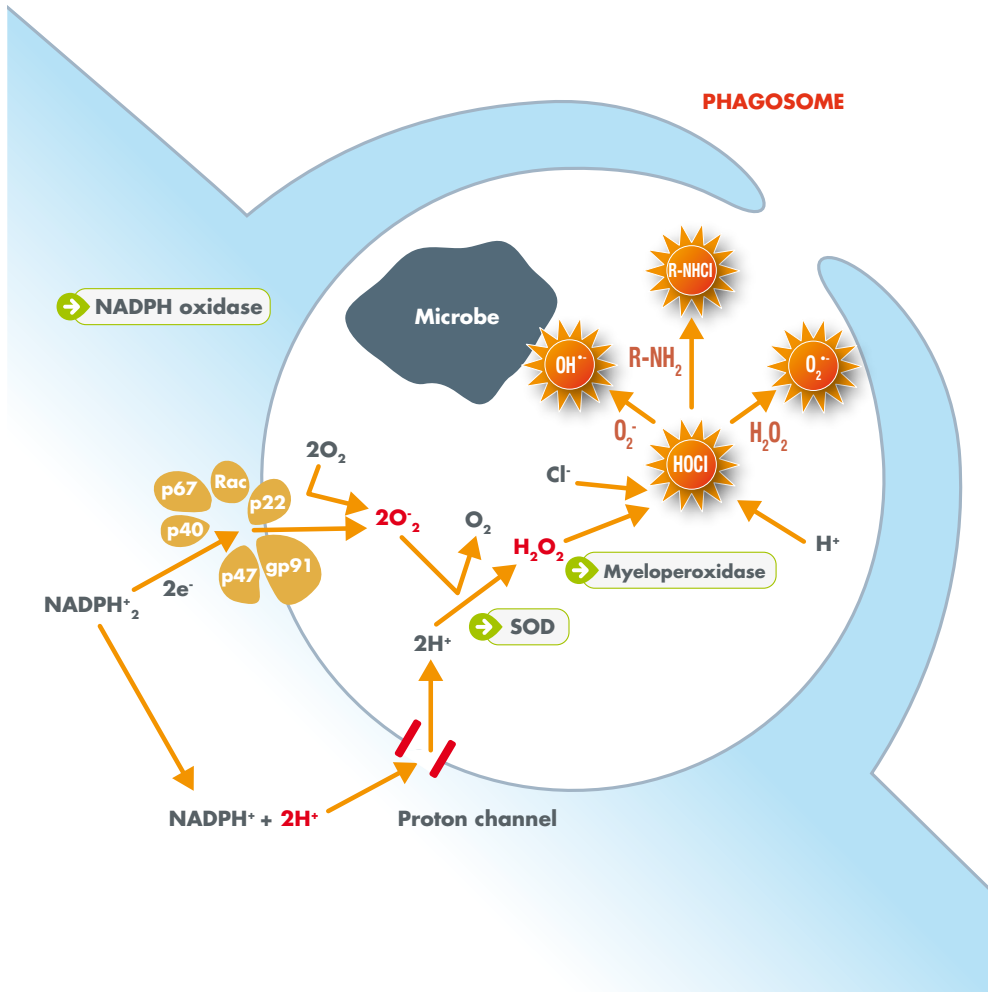 PHAGOSOME
R-NHCl
NADPH oxidase
Microbe
R-NH₂
OH•-
O₂•-
O₂⁻
H₂O₂
2O₂
HOCl
Cl⁻
Rac
p67
p22
2O⁻₂
O₂
p40
H₂O₂
H⁺
gp91
p47
Myeloperoxidase
2e⁻
NADPH⁺₂
SOD
2H⁺
NADPH⁺ + 2H⁺
Proton channel